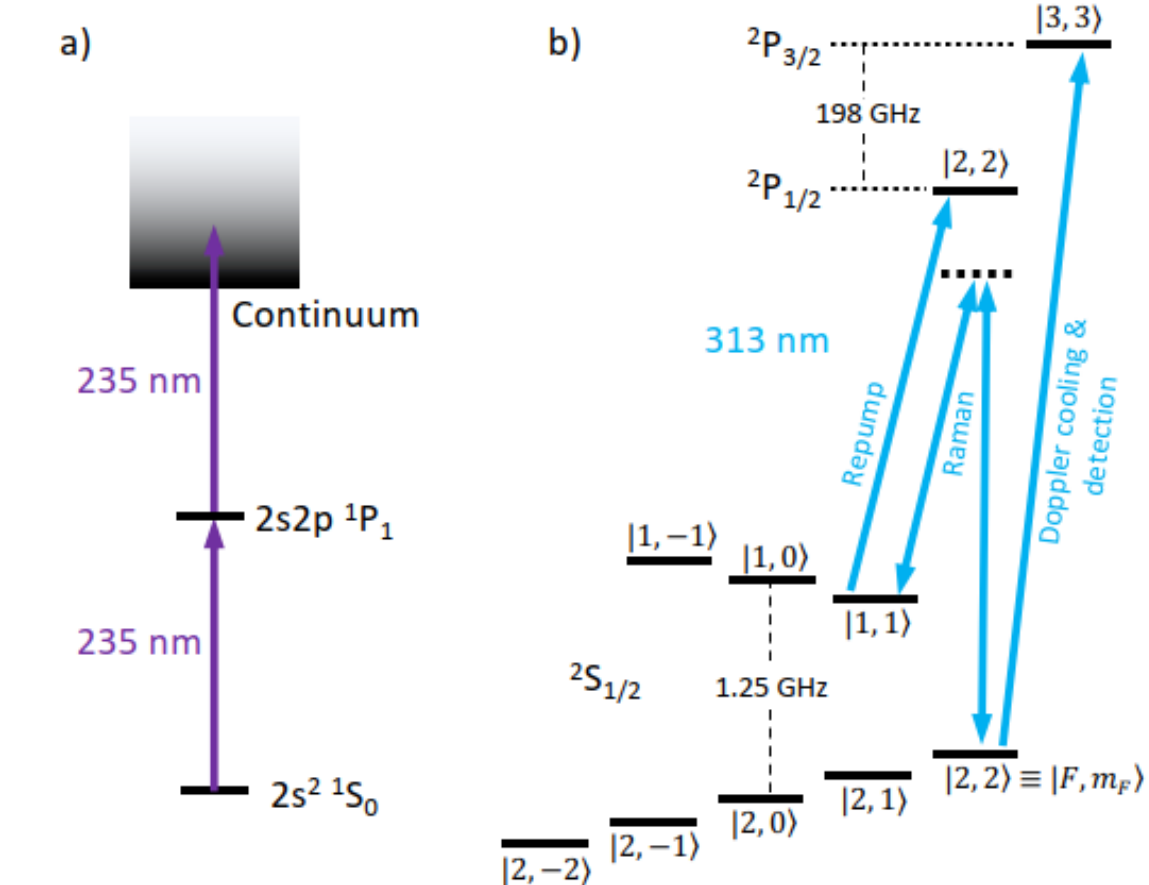 a)
Continuum
235 nm
2s2p ¹P₁
235 nm
2s² ¹S₀
b)
|3, 3⟩
²P₃/₂
198 GHz
|2, 2⟩
²P₁/₂
313 nm
Repump
Raman
Doppler cooling &
detection
|1, −1⟩
|1, 0⟩
|1, 1⟩
²S₁/₂
1.25 GHz
|2, 2⟩ ≡ |F, m_F⟩
|2, 1⟩
|2, 0⟩
|2, −1⟩
|2, −2⟩